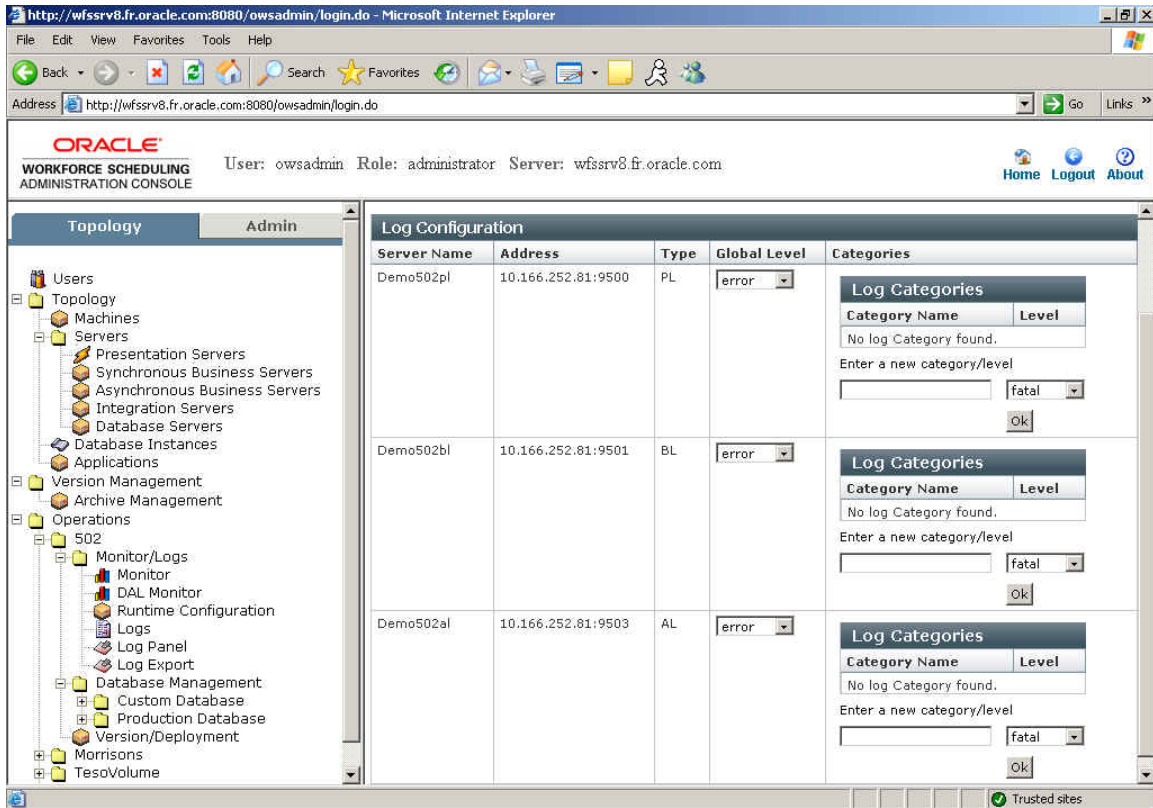 http://wfssrv8.fr.oracle.com:8080/owsadmin/login.do - Microsoft Internet Explorer
File Edit View Favorites Tools Help
Back Search Favorites
Address http://wfssrv8.fr.oracle.com:8080/owsadmin/login.do Go Links »
ORACLE
WORKFORCE SCHEDULING
ADMINISTRATION CONSOLE
User: owsadmin Role: administrator Server: wfssrv8.fr.oracle.com
Home Logout About
Topology Admin
Users
Topology
Machines
Servers
Presentation Servers
Synchronous Business Servers
Asynchronous Business Servers
Integration Servers
Database Servers
Database Instances
Applications
Version Management
Archive Management
Operations
502
Monitor/Logs
Monitor
DAL Monitor
Runtime Configuration
Logs
Log Panel
Log Export
Database Management
Custom Database
Production Database
Version/Deployment
Morrisons
TesoVolume
Log Configuration
Server Name Address Type Global Level Categories
Demo502pl 10.166.252.81:9500 PL error
Log Categories
Category Name Level
No log Category found.
Enter a new category/level
fatal
Ok
Demo502bl 10.166.252.81:9501 BL error
Log Categories
Category Name Level
No log Category found.
Enter a new category/level
fatal
Ok
Demo502al 10.166.252.81:9503 AL error
Log Categories
Category Name Level
No log Category found.
Enter a new category/level
fatal
Ok
Trusted sites